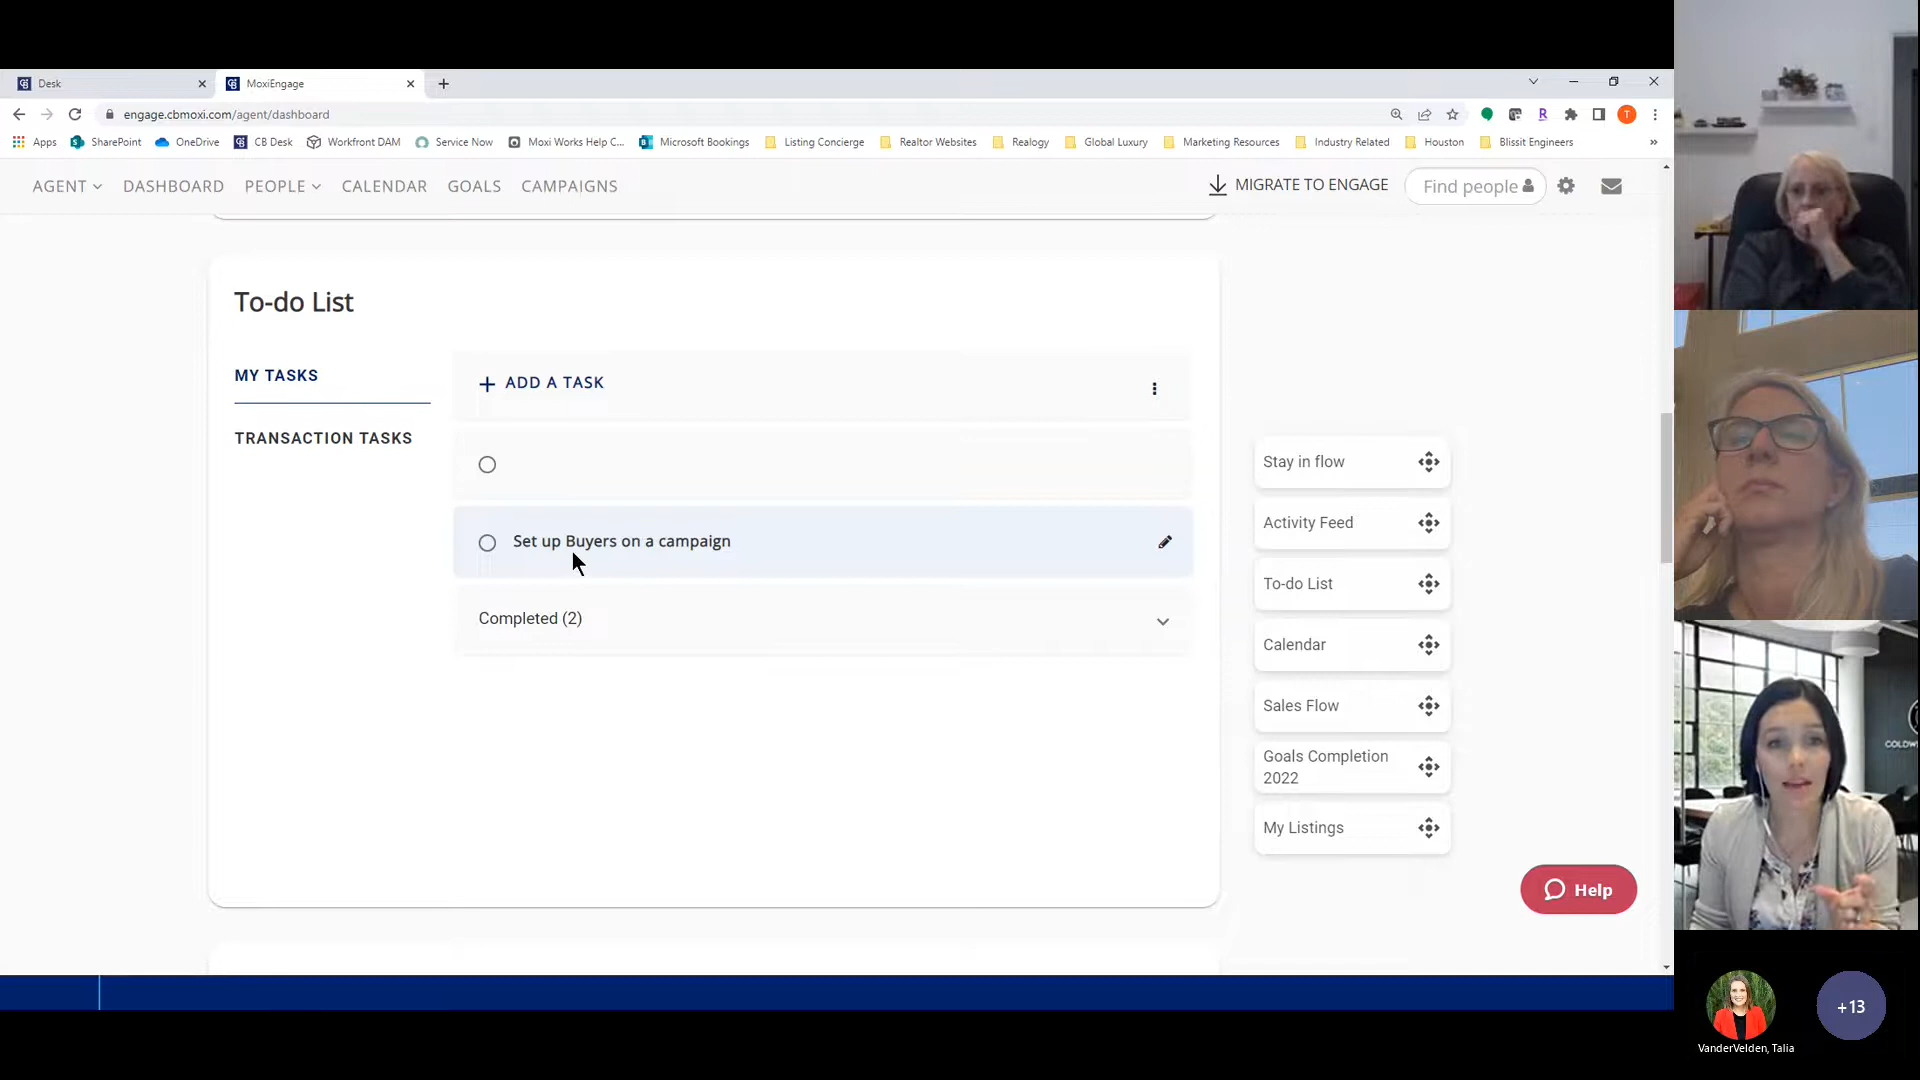 Desk
MoxiEngage
engage.cbmoxi.com/agent/dashboard
T
Apps
SharePoint
OneDrive
CB Desk
Workfront DAM
Service Now
Moxi Works Help C...
Microsoft Bookings
Listing Concierge
Realtor Websites
Realogy
Global Luxury
Marketing Resources
Industry Related
Houston
Blissit Engineers
»
AGENT
DASHBOARD
PEOPLE
CALENDAR
GOALS
CAMPAIGNS
MIGRATE TO ENGAGE
Find people
To-do List
MY TASKS
TRANSACTION TASKS
+ ADD A TASK
Set up Buyers on a campaign
Completed (2)
Stay in flow
Activity Feed
To-do List
Calendar
Sales Flow
Goals Completion
2022
My Listings
Help
COLDW
VanderVelden, Talia
+13